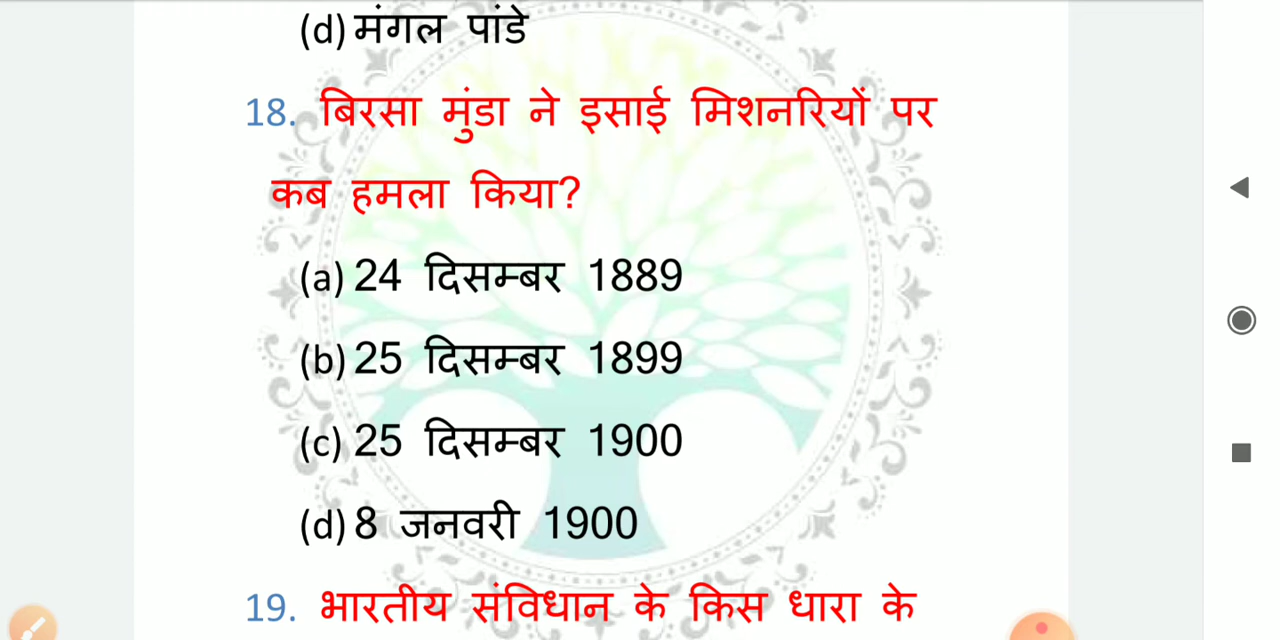 (d) मंगल पांडे
18. बिरसा मुंडा ने इसाई मिशनरियों पर
कब हमला किया?
(a) 24 दिसम्बर 1889
(b) 25 दिसम्बर 1899
(c) 25 दिसम्बर 1900
(d) 8 जनवरी 1900
19. भारतीय संविधान के किस धारा के